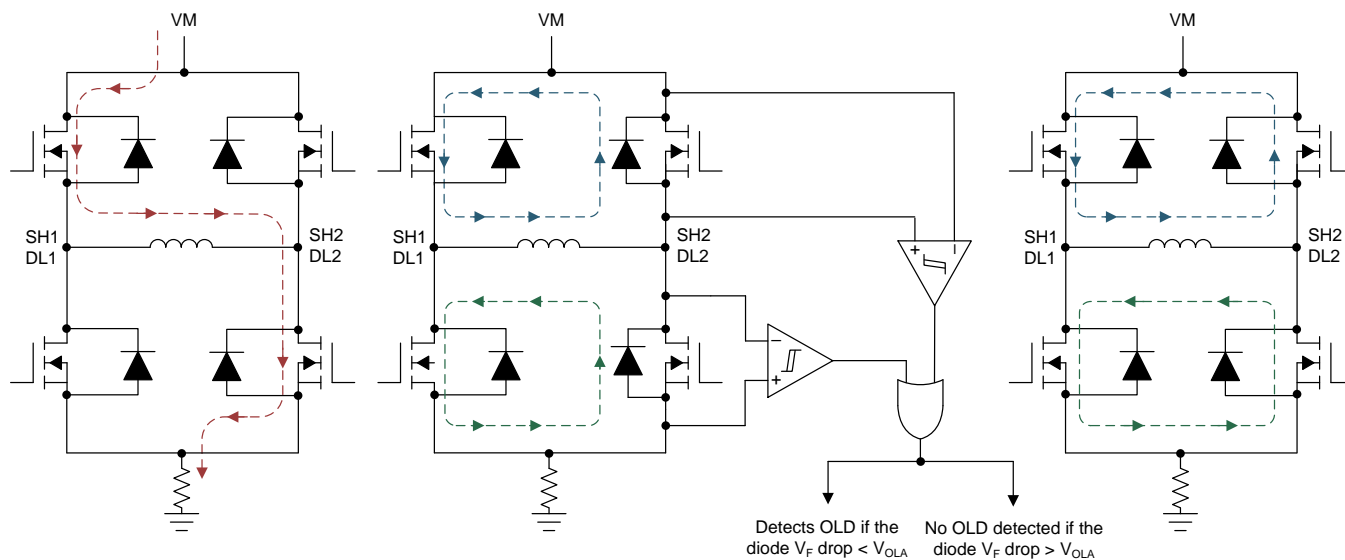 VM
VM
VM
SH1
DL1
SH2
DL2
SH1
DL1
SH2
DL2
SH1
DL1
SH2
DL2
+
−
−
+
Detects OLD if the
diode VF drop < VOLA
No OLD detected if the
diode VF drop > VOLA